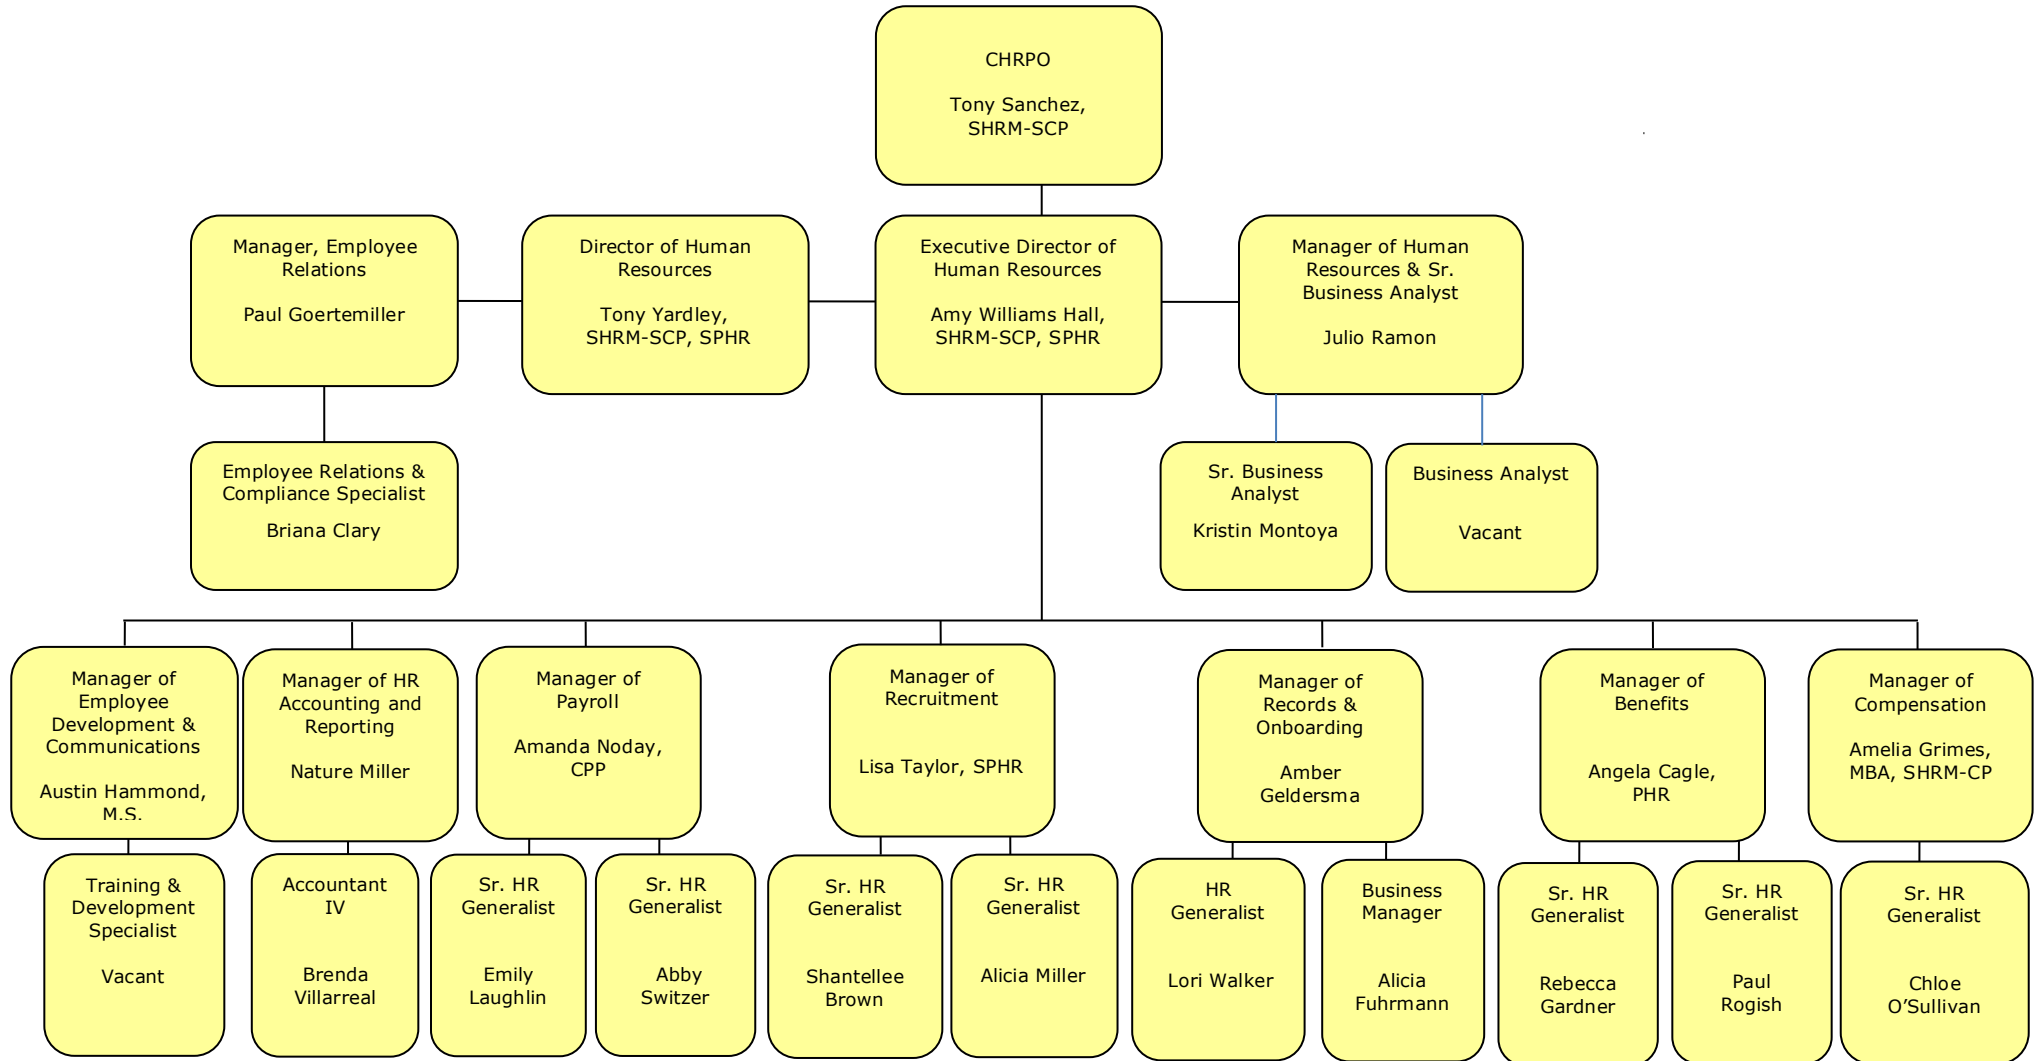 CHRPO
Tony Sanchez,
SHRM-SCP
Manager, Employee
Relations
Paul Goertemiller
Director of Human
Resources
Tony Yardley,
SHRM-SCP, SPHR
Executive Director of
Human Resources
Amy Williams Hall,
SHRM-SCP, SPHR
Manager of Human
Resources & Sr.
Business Analyst
Julio Ramon
Employee Relations &
Compliance Specialist
Briana Clary
Sr. Business
Analyst
Kristin Montoya
Business Analyst
Vacant
Manager of
Employee
Development &
Communications
Austin Hammond,
M.S.
Manager of HR
Accounting and
Reporting
Nature Miller
Manager of
Payroll
Amanda Noday,
CPP
Manager of
Recruitment
Lisa Taylor, SPHR
Manager of
Records &
Onboarding
Amber
Geldersma
Manager of
Benefits
Angela Cagle,
PHR
Manager of
Compensation
Amelia Grimes,
MBA, SHRM-CP
Training &
Development
Specialist
Vacant
Accountant
IV
Brenda
Villarreal
Sr. HR
Generalist
Emily
Laughlin
Sr. HR
Generalist
Abby
Switzer
Sr. HR
Generalist
Shantellee
Brown
Sr. HR
Generalist
Alicia Miller
HR
Generalist
Lori Walker
Business
Manager
Alicia
Fuhrmann
Sr. HR
Generalist
Rebecca
Gardner
Sr. HR
Generalist
Paul
Rogish
Sr. HR
Generalist
Chloe
O’Sullivan